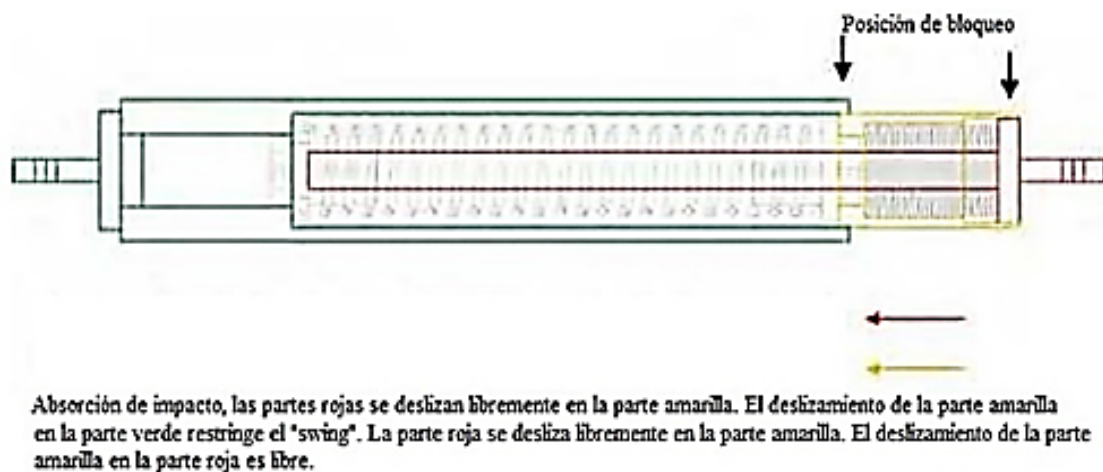 Posición de bloqueo
Absorción de impacto, las partes rojas se deslizan libremente en la parte amarilla. El deslizamiento de la parte amarilla
en la parte verde restringe el "swing". La parte roja se desliza libremente en la parte amarilla. El deslizamiento de la parte
amarilla en la parte roja es libre.